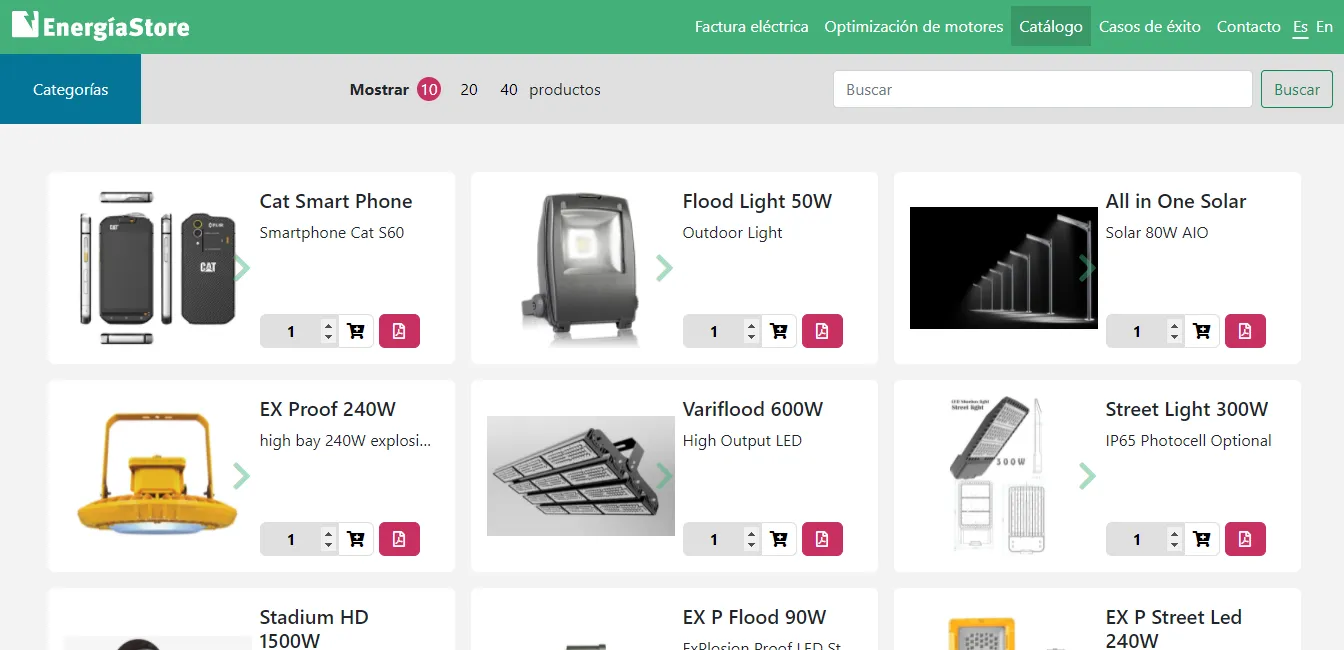 EnergíaStore
Factura eléctrica Optimización de motores Catálogo Casos de éxito Contacto Es En
Categorías
Mostrar 10 20 40 productos
Buscar
Buscar
Cat Smart Phone
Smartphone Cat S60
CAT
1
Flood Light 50W
Outdoor Light
1
All in One Solar
Solar 80W AIO
1
EX Proof 240W
high bay 240W explosi...
1
Variflood 600W
High Output LED
1
Street Light 300W
IP65 Photocell Optional
Street light
300W
1
Stadium HD
1500W
EX P Flood 90W
ExPlosion Proof LED St
EX P Street Led
240W